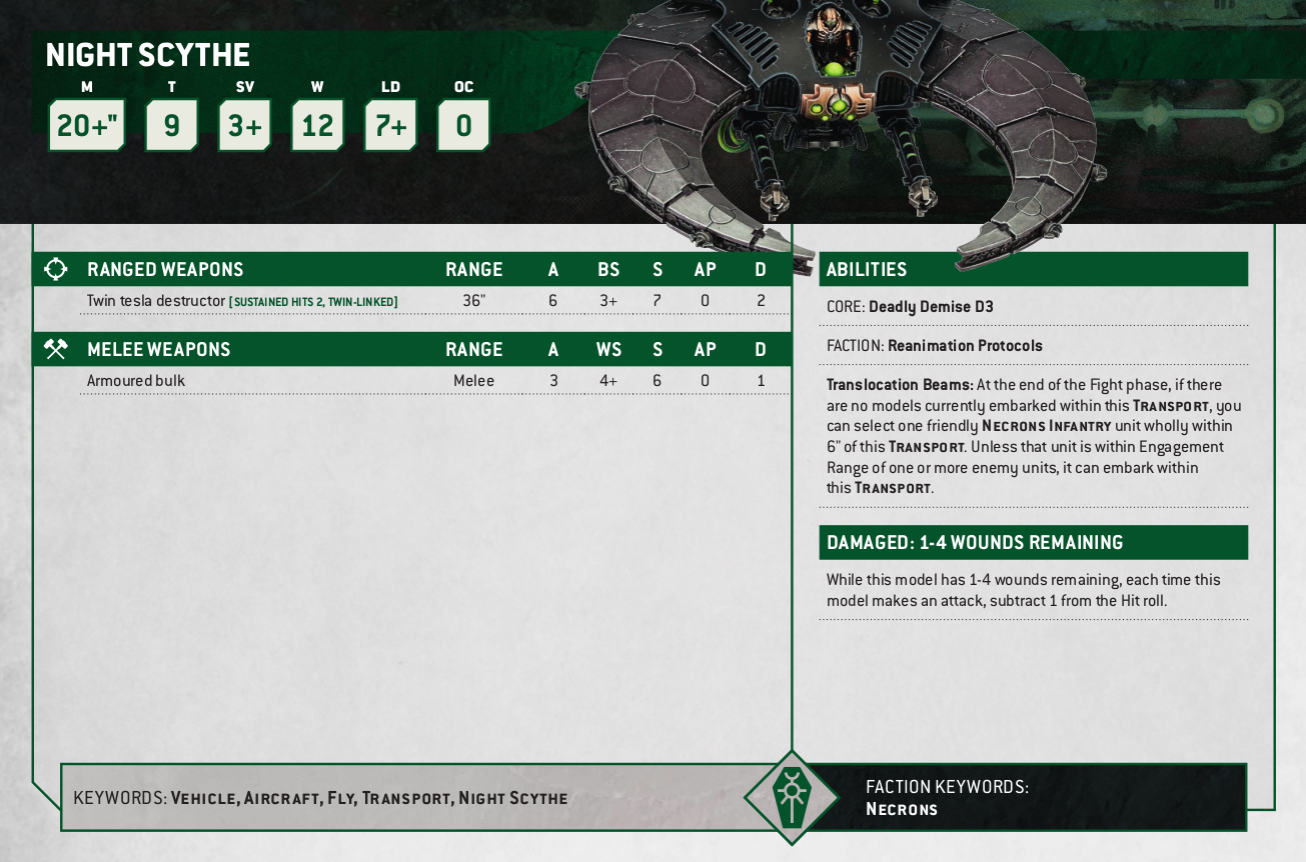 NIGHT SCYTHE
M T SV W LD OC
20+" 9 3+ 12 7+ 0
RANGED WEAPONS RANGE A BS S AP D
Twin tesla destructor [SUSTAINED HITS 2, TWIN-LINKED] 36" 6 3+ 7 0 2
MELEE WEAPONS RANGE A WS S AP D
Armoured bulk Melee 3 4+ 6 0 1
ABILITIES
CORE: Deadly Demise D3
FACTION: Reanimation Protocols
Translocation Beams: At the end of the Fight phase, if there
are no models currently embarked within this TRANSPORT, you
can select one friendly NECRONS INFANTRY unit wholly within
6" of this TRANSPORT. Unless that unit is within Engagement
Range of one or more enemy units, it can embark within
this TRANSPORT.
DAMAGED: 1-4 WOUNDS REMAINING
While this model has 1-4 wounds remaining, each time this
model makes an attack, subtract 1 from the Hit roll.
KEYWORDS: VEHICLE, AIRCRAFT, FLY, TRANSPORT, NIGHT SCYTHE
FACTION KEYWORDS:
NECRONS